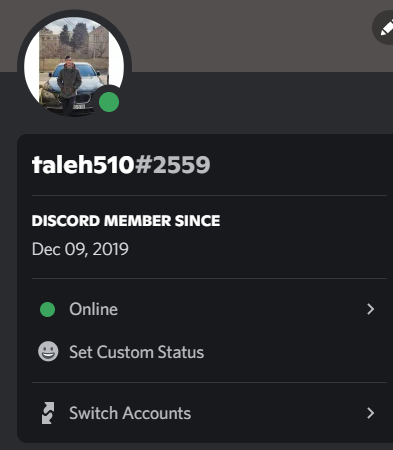 taleh510#2559
DISCORD MEMBER SINCE
Dec 09, 2019
Online
Set Custom Status
Switch Accounts